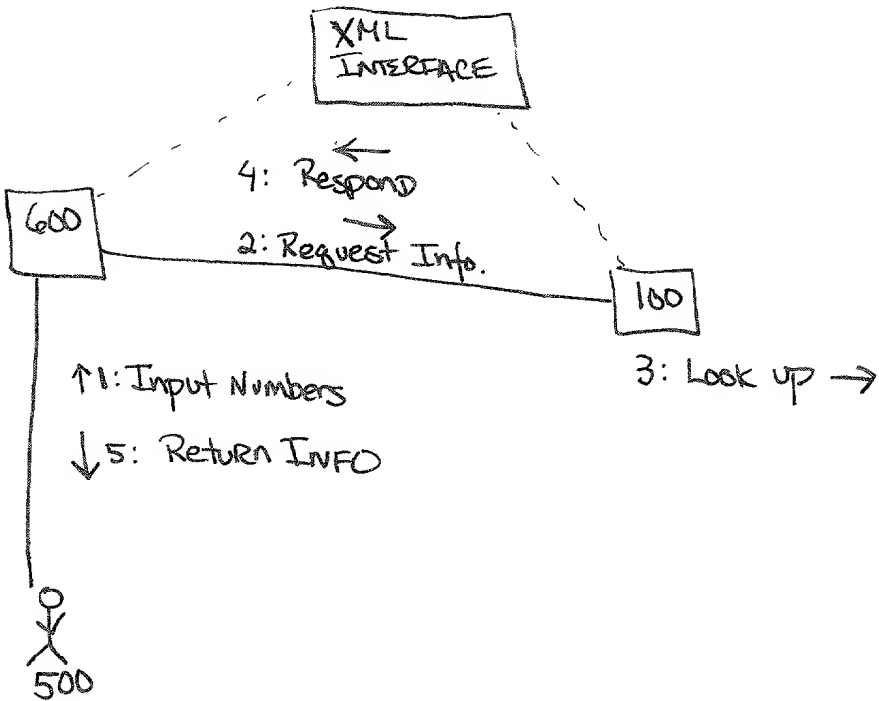 XML
INTERFACE
4: Respond
600
2: Request Info.
100
1: Input Numbers
3: Look up
5: Return INFO
500